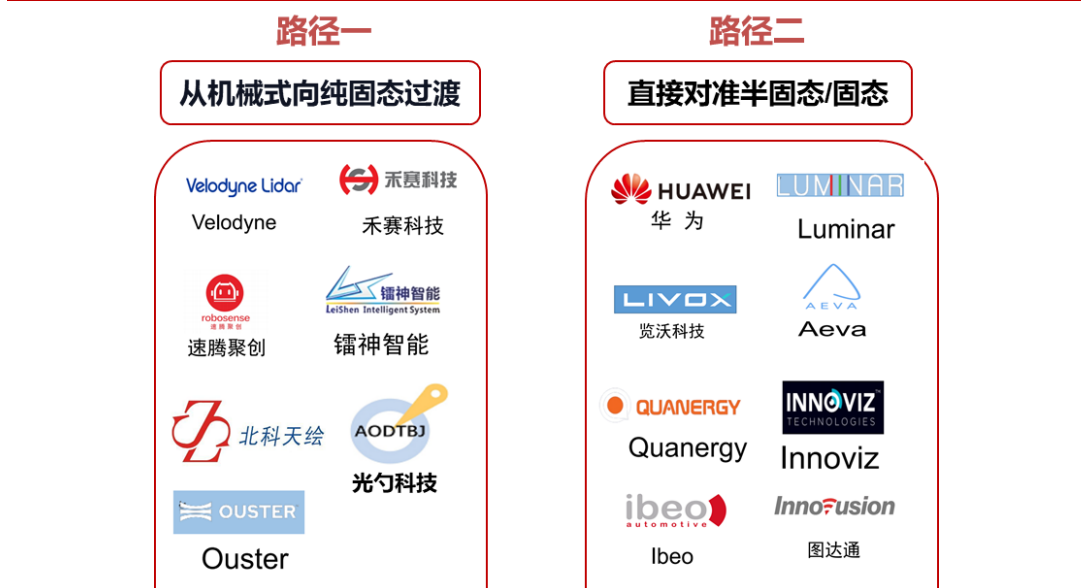 路径一
从机械式向纯固态过渡
Velodyne Lidar
Velodyne
禾赛科技
禾赛科技
robosense
速腾聚创
速腾聚创
镭神智能
LeiShen Intelligent System
镭神智能
北科天绘
AODTBJ
光勺科技
OUSTER
Ouster
路径二
直接对准半固态/固态
HUAWEI
华 为
LUMINAR
Luminar
LIVOX
览沃科技
AEVA
Aeva
QUANERGY
Quanergy
INNOVIZ™
TECHNOLOGIES
Innoviz
ibeo
automotive
Ibeo
Innofusion
图达通